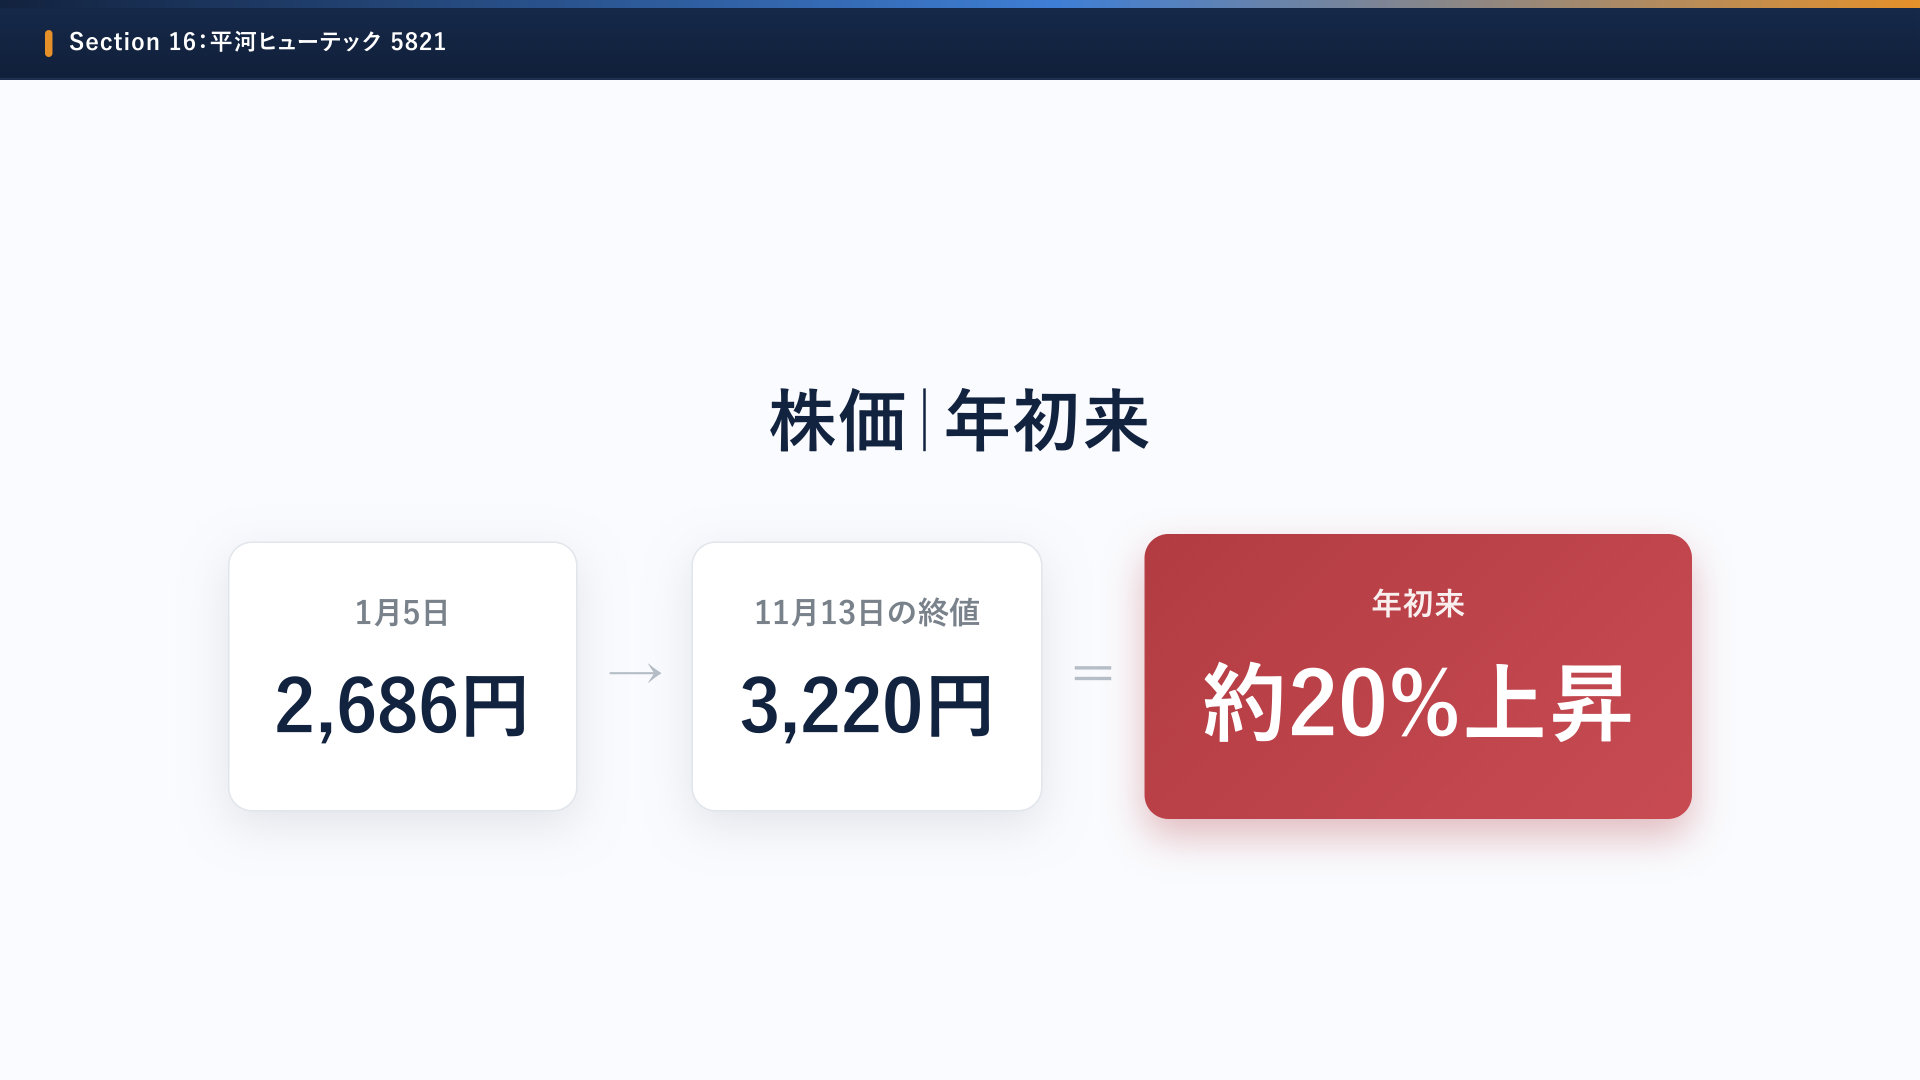 Section 16：平河ヒューテック 5821
株価｜年初来
1月5日
2,686円
→
11月13日の終値
3,220円
＝
年初来
約20%上昇